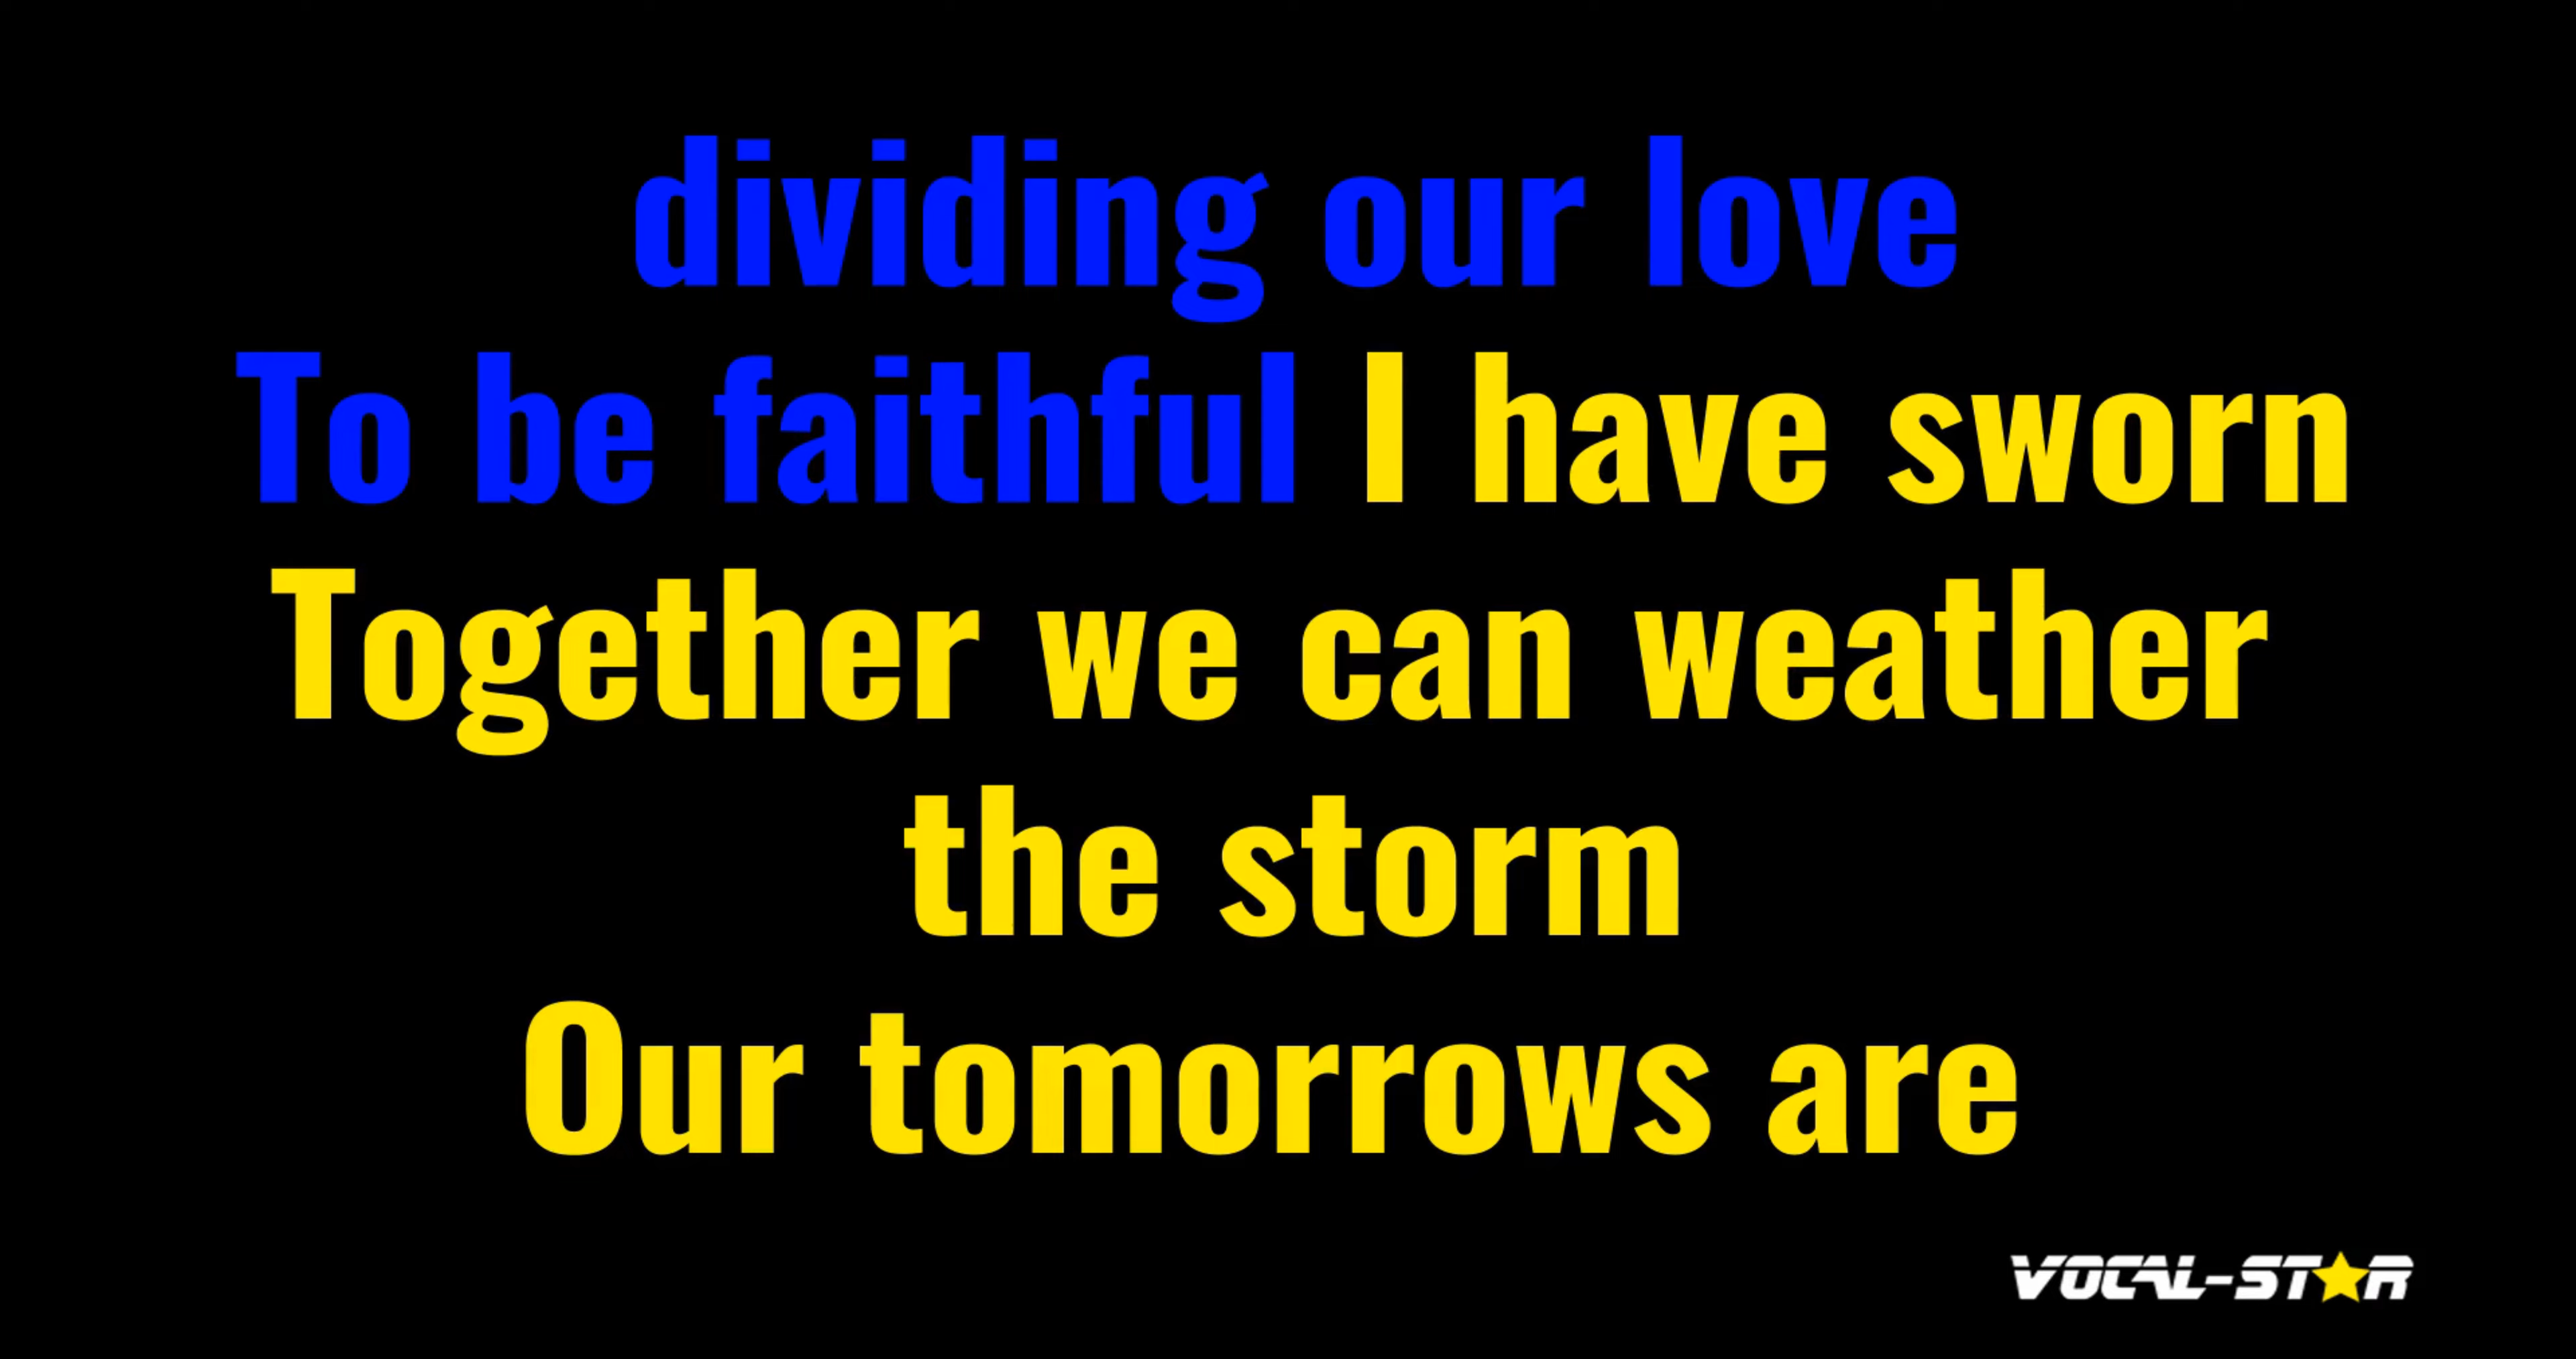 dividing our love
To be faithful I have sworn
Together we can weather
the storm
Our tomorrows are
VOCAL-STAR